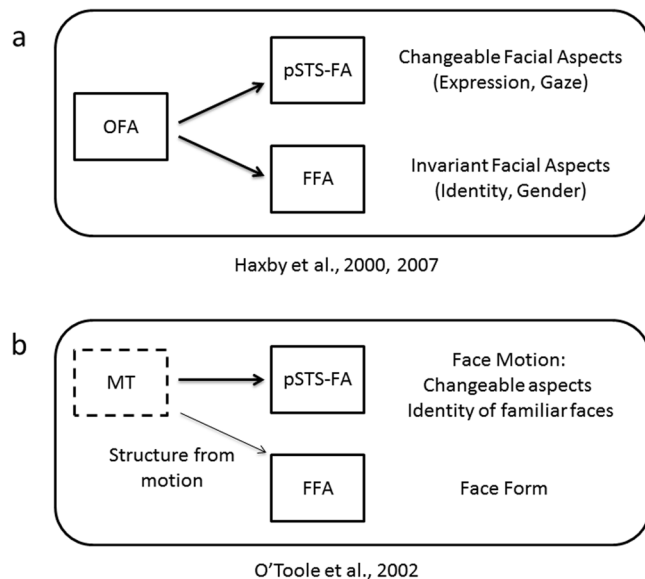 a
OFA
pSTS-FA
Changeable Facial Aspects
(Expression, Gaze)
FFA
Invariant Facial Aspects
(Identity, Gender)
Haxby et al., 2000, 2007
b
MT
pSTS-FA
Face Motion:
Changeable aspects
Identity of familiar faces
Structure from
motion
FFA
Face Form
O'Toole et al., 2002